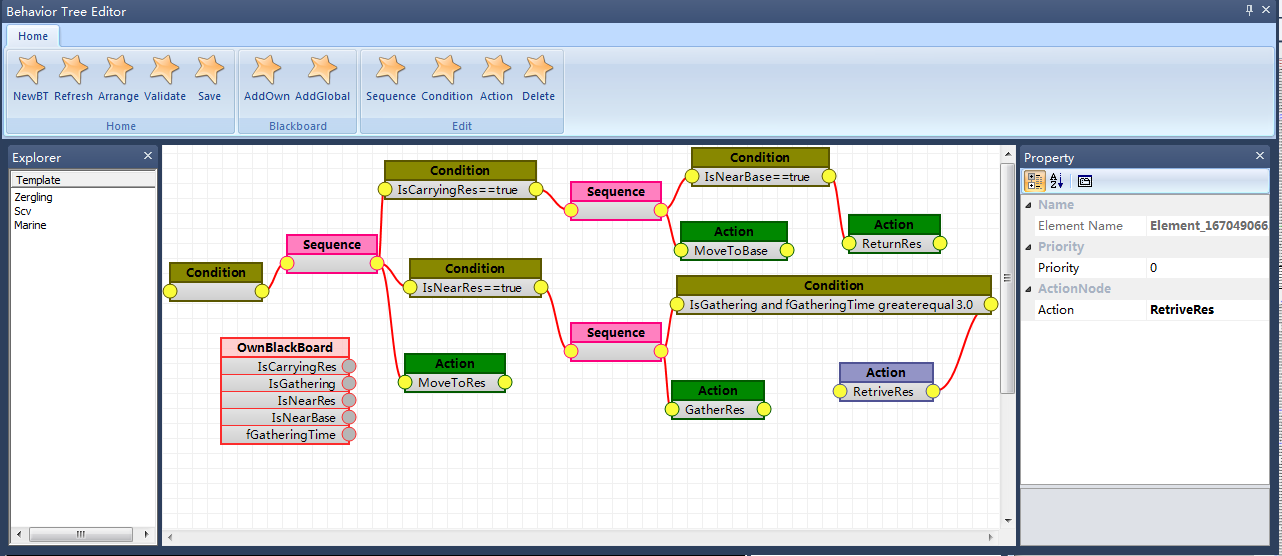 Behavior Tree Editor
Home
NewBT Refresh Arrange Validate Save AddOwn AddGlobal Sequence Condition Action Delete
Home Blackboard Edit
Explorer
Template
Zergling
Scv
Marine
Condition
Sequence
Condition
IsCarryingRes==true
Sequence
Condition
IsNearBase==true
Action
MoveToBase
Action
ReturnRes
Condition
IsNearRes==true
Condition
IsGathering and fGatheringTime greaterequal 3.0
Sequence
Action
MoveToRes
Action
GatherRes
Action
RetriveRes
OwnBlackBoard
IsCarryingRes
IsGathering
IsNearRes
IsNearBase
fGatheringTime
Property
Name
Element Name Element_167049066
Priority
Priority 0
ActionNode
Action RetriveRes